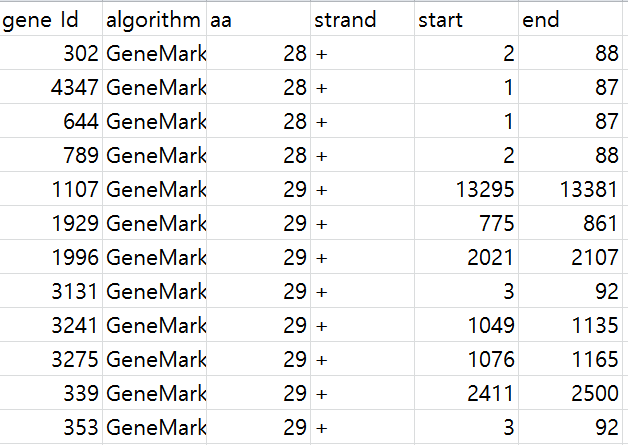 gene Id algorithm aa strand start end
302 GeneMark 28 + 2 88
4347 GeneMark 28 + 1 87
644 GeneMark 28 + 1 87
789 GeneMark 28 + 2 88
1107 GeneMark 29 + 13295 13381
1929 GeneMark 29 + 775 861
1996 GeneMark 29 + 2021 2107
3131 GeneMark 29 + 3 92
3241 GeneMark 29 + 1049 1135
3275 GeneMark 29 + 1076 1165
339 GeneMark 29 + 2411 2500
353 GeneMark 29 + 3 92